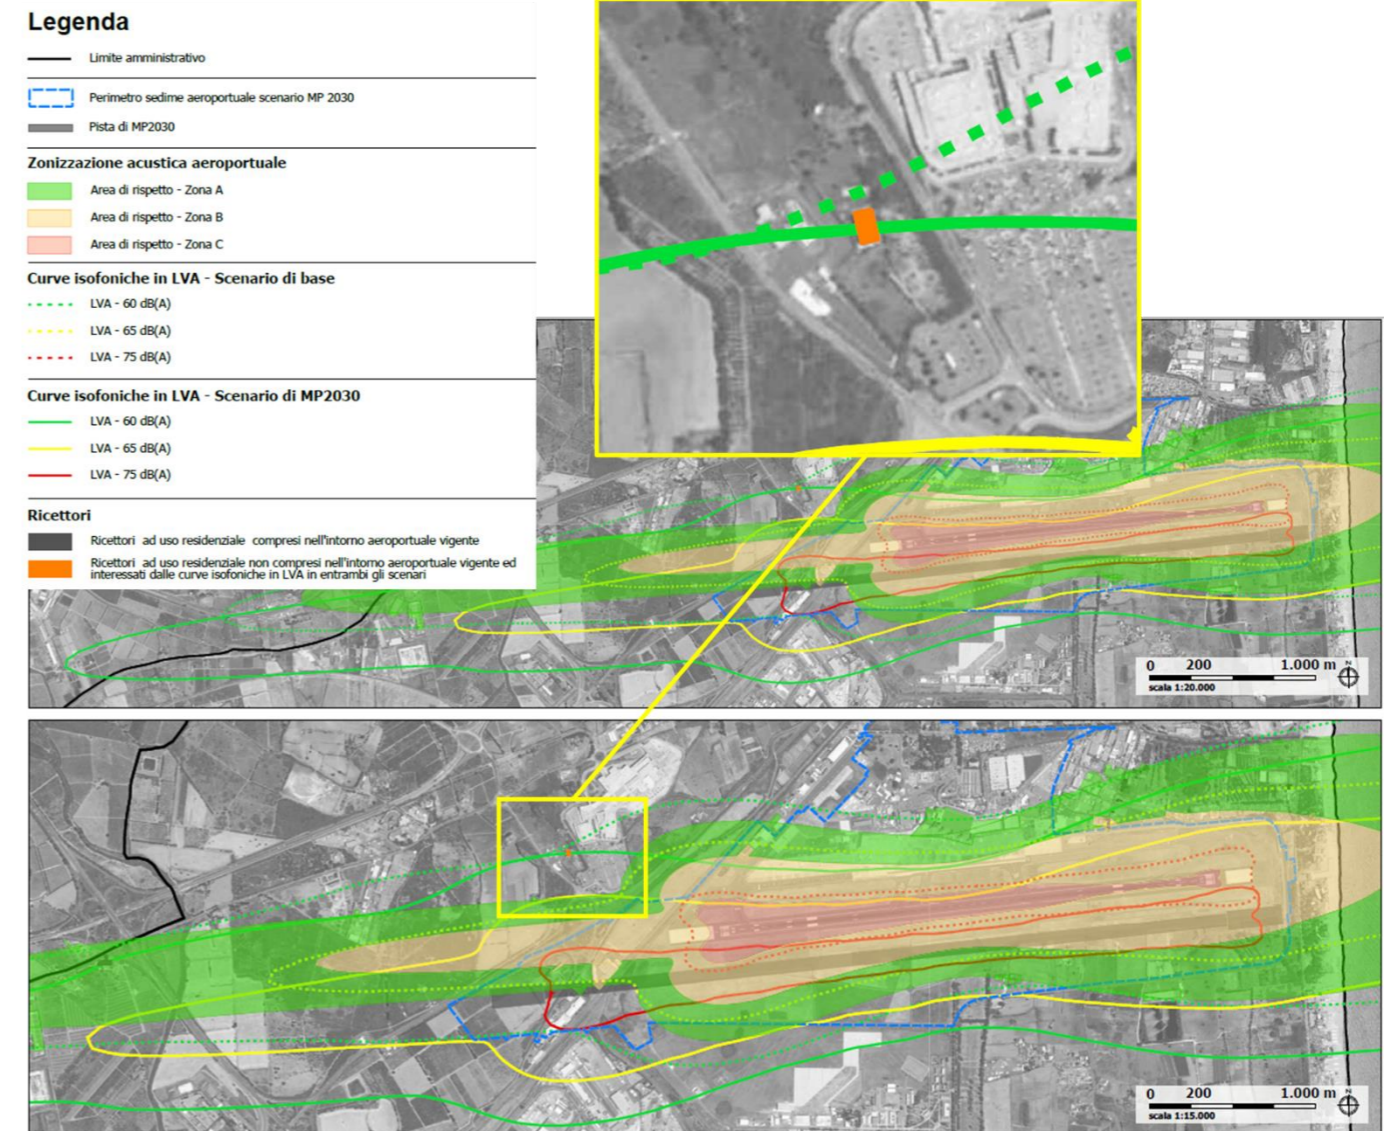 Legenda
Limite amministrativo
Perimetro sedime aeroportuale scenario MP 2030
Pista di MP2030
Zonizzazione acustica aeroportuale
Area di rispetto - Zona A
Area di rispetto - Zona B
Area di rispetto - Zona C
Curve isofoniche in LVA - Scenario di base
LVA - 60 dB(A)
LVA - 65 dB(A)
LVA - 75 dB(A)
Curve isofoniche in LVA - Scenario di MP2030
LVA - 60 dB(A)
LVA - 65 dB(A)
LVA - 75 dB(A)
Ricettori
Ricettori ad uso residenziale compresi nell'intorno aeroportuale vigente
Ricettori ad uso residenziale non compresi nell'intorno aeroportuale vigente ed
interessati dalle curve isofoniche in LVA in entrambi gli scenari
0 200 1.000 m
N
scala 1:20.000
0 200 1.000 m
N
scala 1:15.000